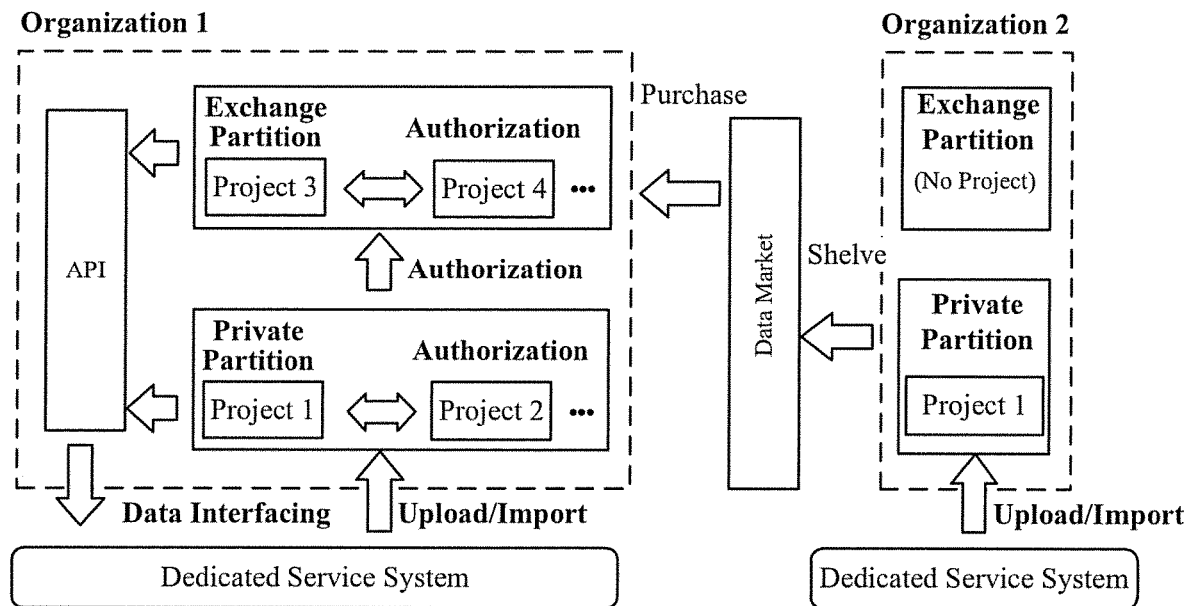 Organization 1
Organization 2
Exchange
Partition
Authorization
Project 3
Project 4
•••
Purchase
Exchange
Partition
(No Project)
API
Authorization
Data Market
Shelve
Private
Partition
Authorization
Project 1
Project 2
•••
Private
Partition
Project 1
Data Interfacing
Upload/Import
Upload/Import
Dedicated Service System
Dedicated Service System